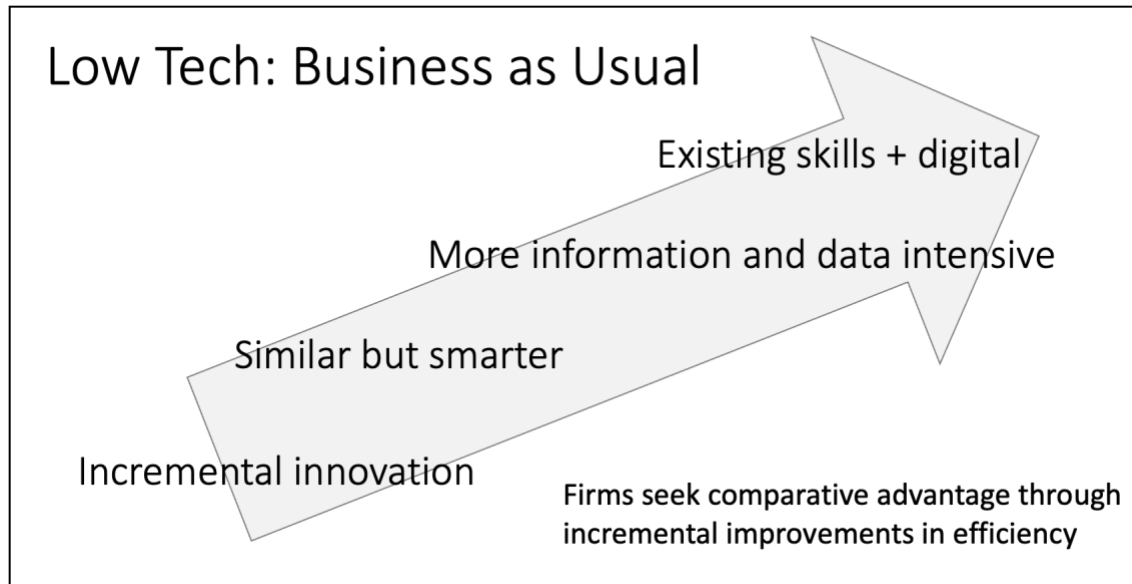 Low Tech: Business as Usual
Existing skills + digital
More information and data intensive
Similar but smarter
Incremental innovation
Firms seek comparative advantage through
incremental improvements in efficiency